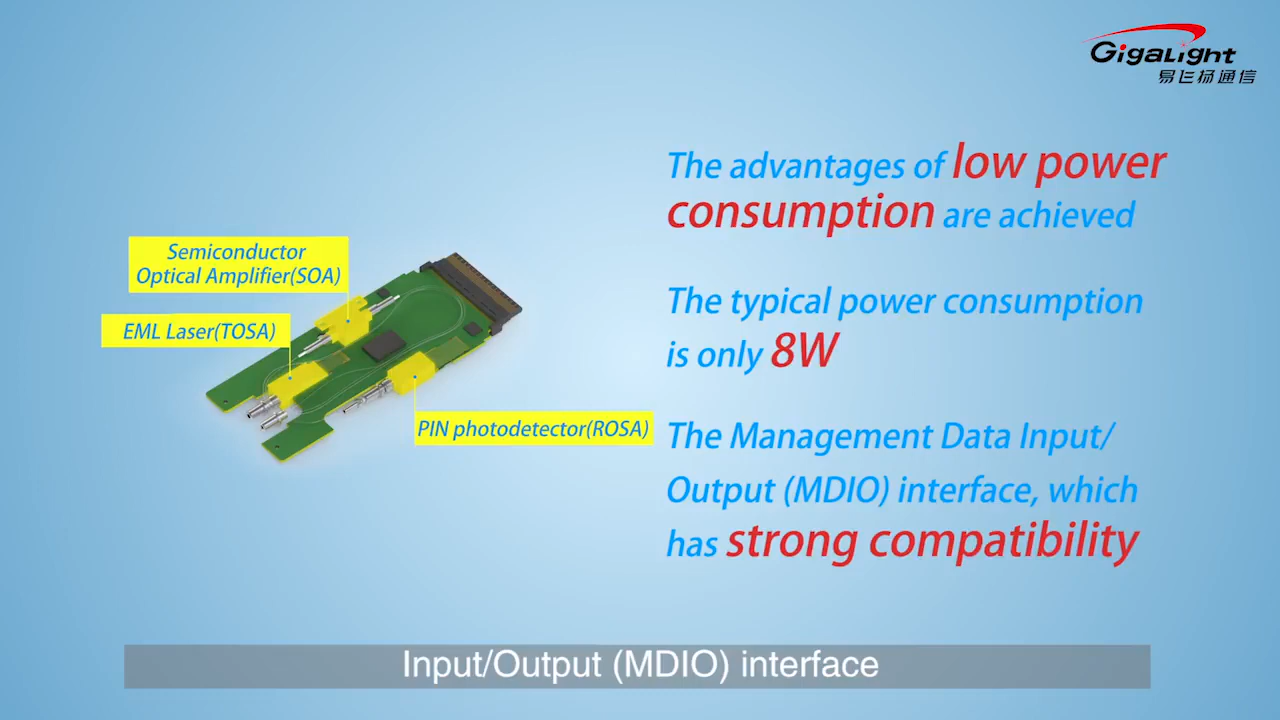 GigaLight
易飞扬通信
The advantages of low power
consumption are achieved
Semiconductor
Optical Amplifier(SOA)
EML Laser(TOSA)
The typical power consumption
is only 8W
PIN photodetector(ROSA)
The Management Data Input/
Output (MDIO) interface, which
has strong compatibility
Input/Output (MDIO) interface